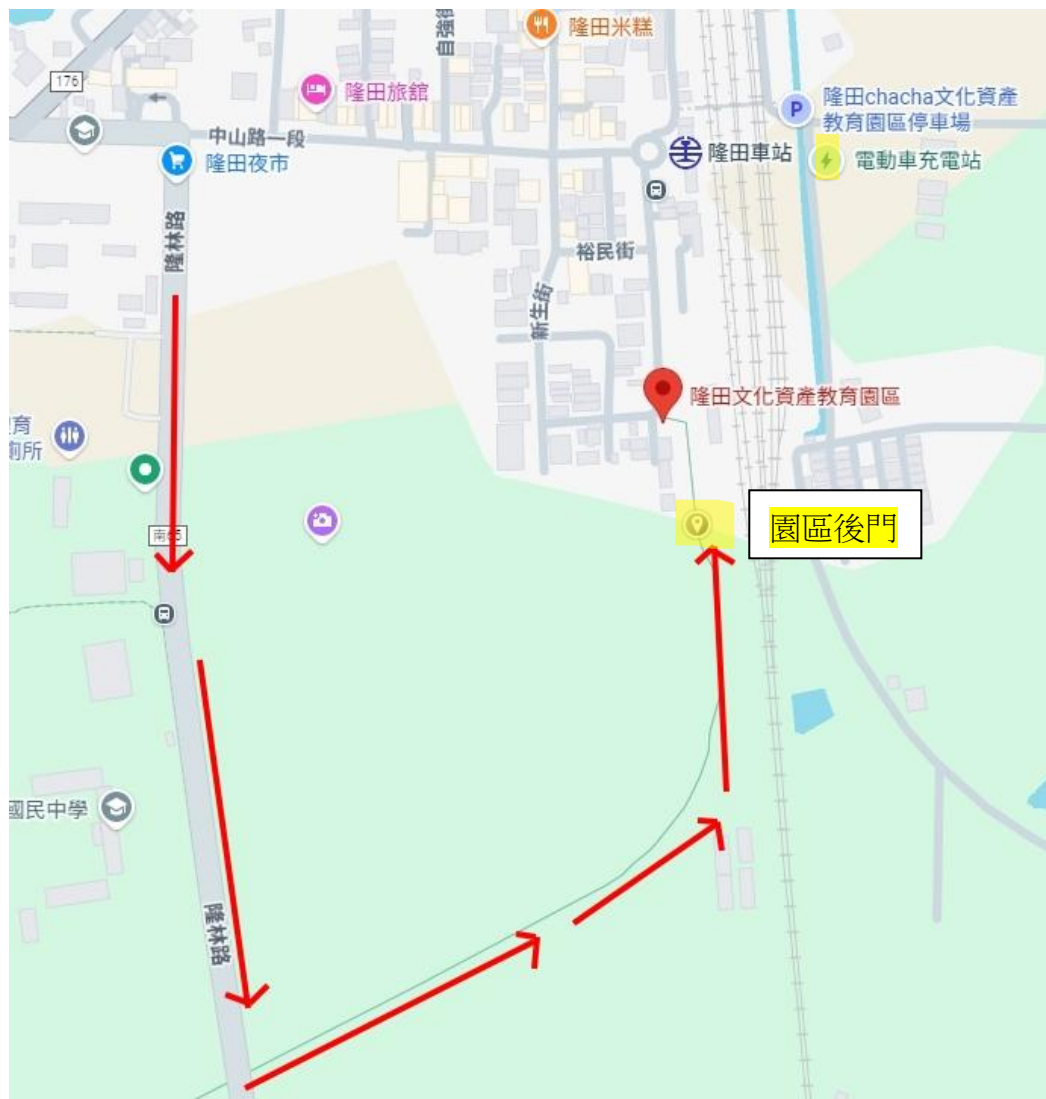 自強街
隆田米糕
176
隆田旅館
隆田chacha文化資產
教育園區停車場
中山路一段
隆田車站
電動車充電站
隆田夜市
隆林路
裕民街
新生街
隆田文化資產教育園區
育
廁所
園區後門
國民中學
隆林路
P